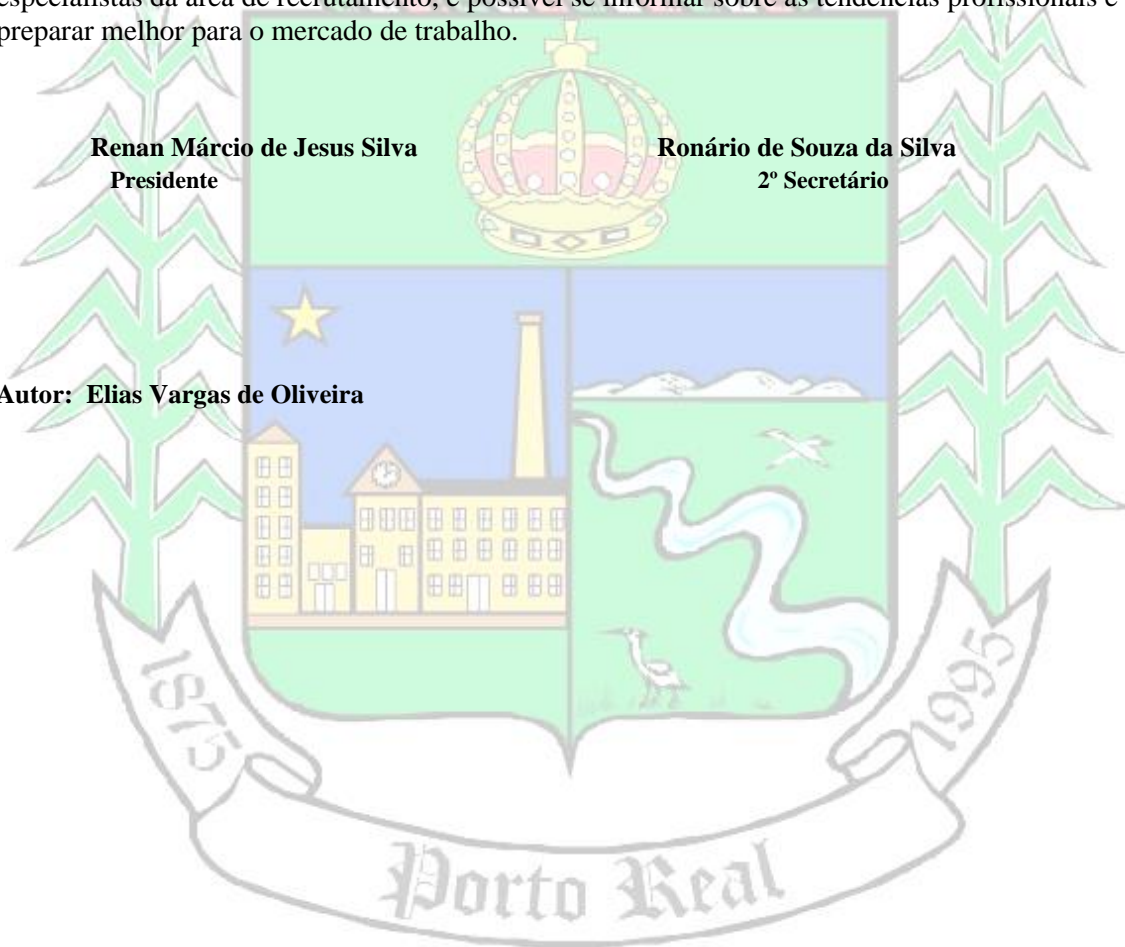 especialistas da área de recrutamento, é possível se informar sobre as tendências profissionais e
preparar melhor para o mercado de trabalho.
Renan Márcio de Jesus Silva Ronário de Souza da Silva
Presidente 2º Secretário
Autor: Elias Vargas de Oliveira
1875 1995
Porto Real